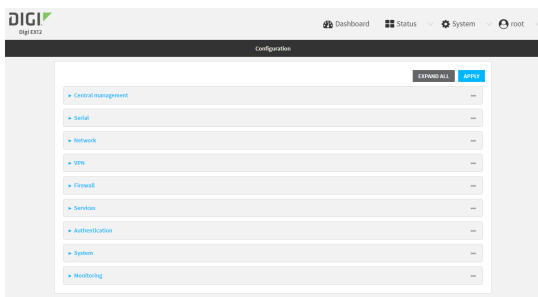 DIGI
Digi EX12
Dashboard Status System root
Configuration
EXPAND ALL APPLY
Central management
Serial
Network
VPN
Firewall
Services
Authentication
System
Monitoring